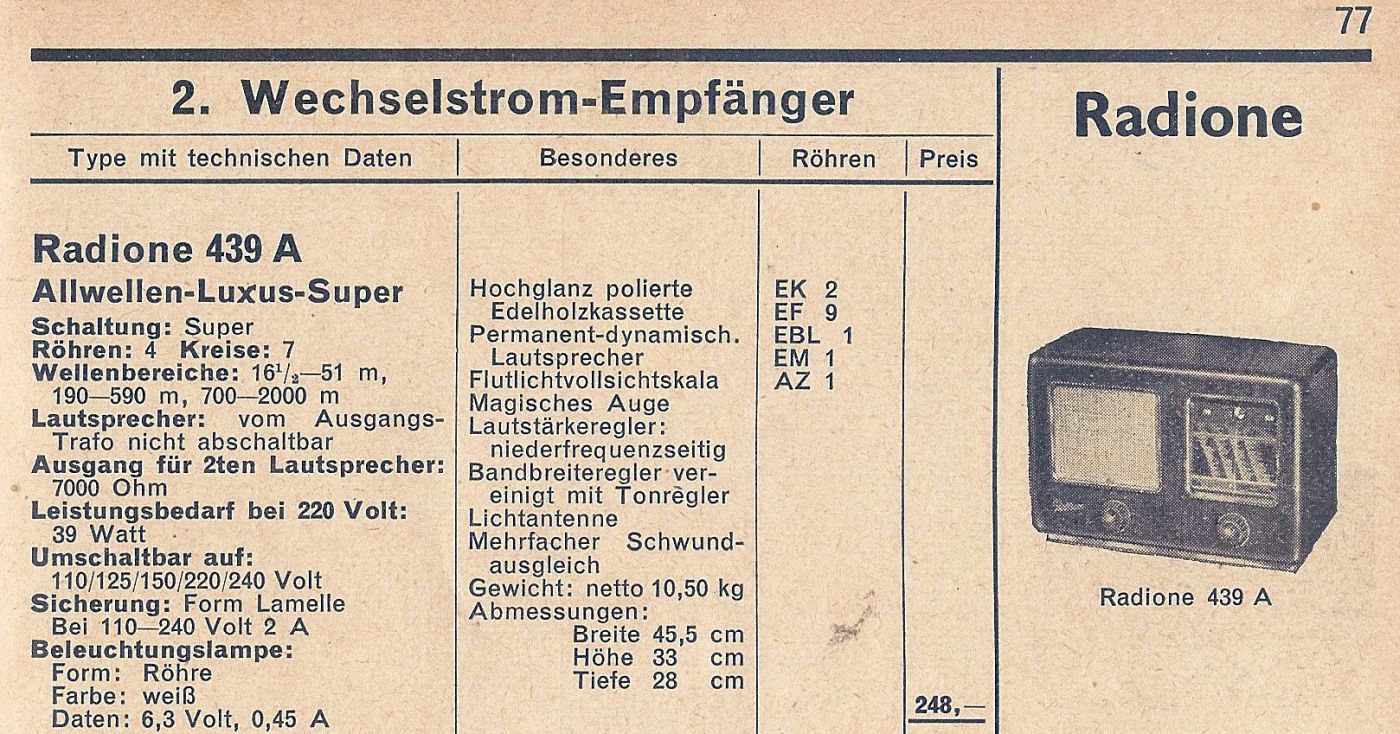 77
2. Wechselstrom-Empfänger
Radione
Type mit technischen Daten
Besonderes
Röhren
Preis
Radione 439 A
Allwellen-Luxus-Super
Schaltung: Super
Röhren: 4 Kreise: 7
Wellenbereiche: 16¹/₂—51 m,
190—590 m, 700—2000 m
Lautsprecher: vom Ausgangs-
Trafo nicht abschaltbar
Ausgang für 2ten Lautsprecher:
7000 Ohm
Leistungsbedarf bei 220 Volt:
39 Watt
Umschaltbar auf:
110/125/150/220/240 Volt
Sicherung: Form Lamelle
Bei 110—240 Volt 2 A
Beleuchtungslampe:
Form: Röhre
Farbe: weiß
Daten: 6,3 Volt, 0,45 A
Hochglanz polierte
Edelholzkassette
Permanent-dynamisch.
Lautsprecher
Flutlichtvollsichtskala
Magisches Auge
Lautstärkeregler:
niederfrequenzseitig
Bandbreiteregler ver-
einigt mit Tonregler
Lichtantenne
Mehrfacher Schwund-
ausgleich
Gewicht: netto 10,50 kg
Abmessungen:
Breite 45,5 cm
Höhe 33 cm
Tiefe 28 cm
EK 2
EF 9
EBL 1
EM 1
AZ 1
248,—
Radione 439 A